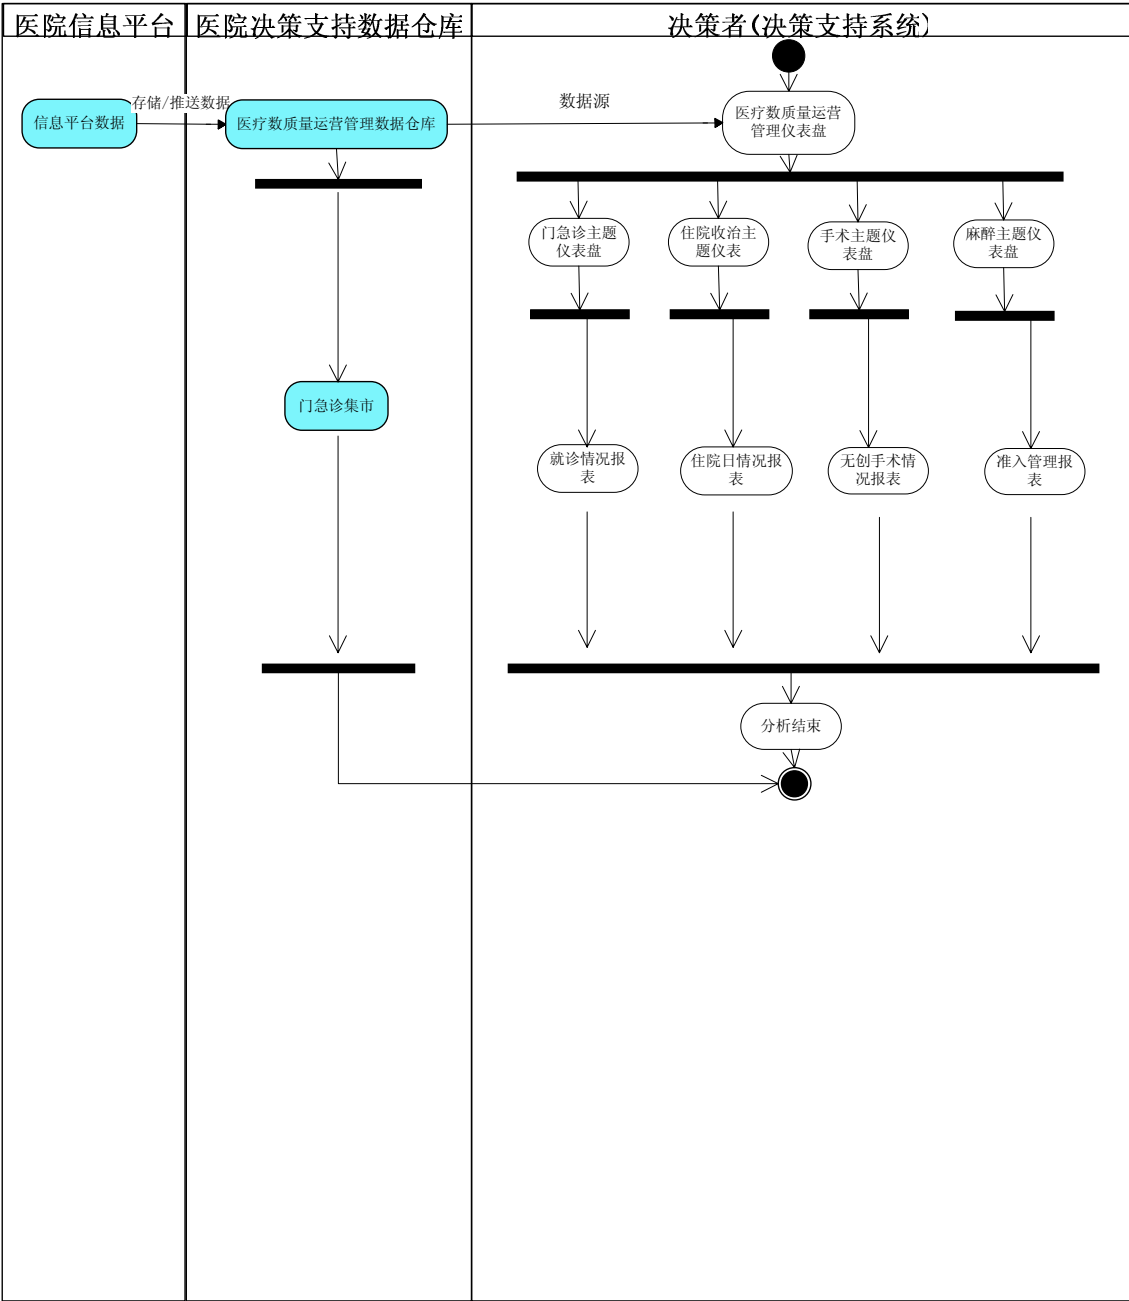 医院信息平台
医院决策支持数据仓库
决策者(决策支持系统)
信息平台数据
存储/推送数据
医疗数质量运营管理数据仓库
数据源
医疗数质量运营
管理仪表盘
门急诊主题
仪表盘
住院收治主
题仪表
手术主题仪
表盘
麻醉主题仪
表盘
门急诊集市
就诊情况报
表
住院日情况报
表
无创手术情
况报表
准入管理报
表
分析结束